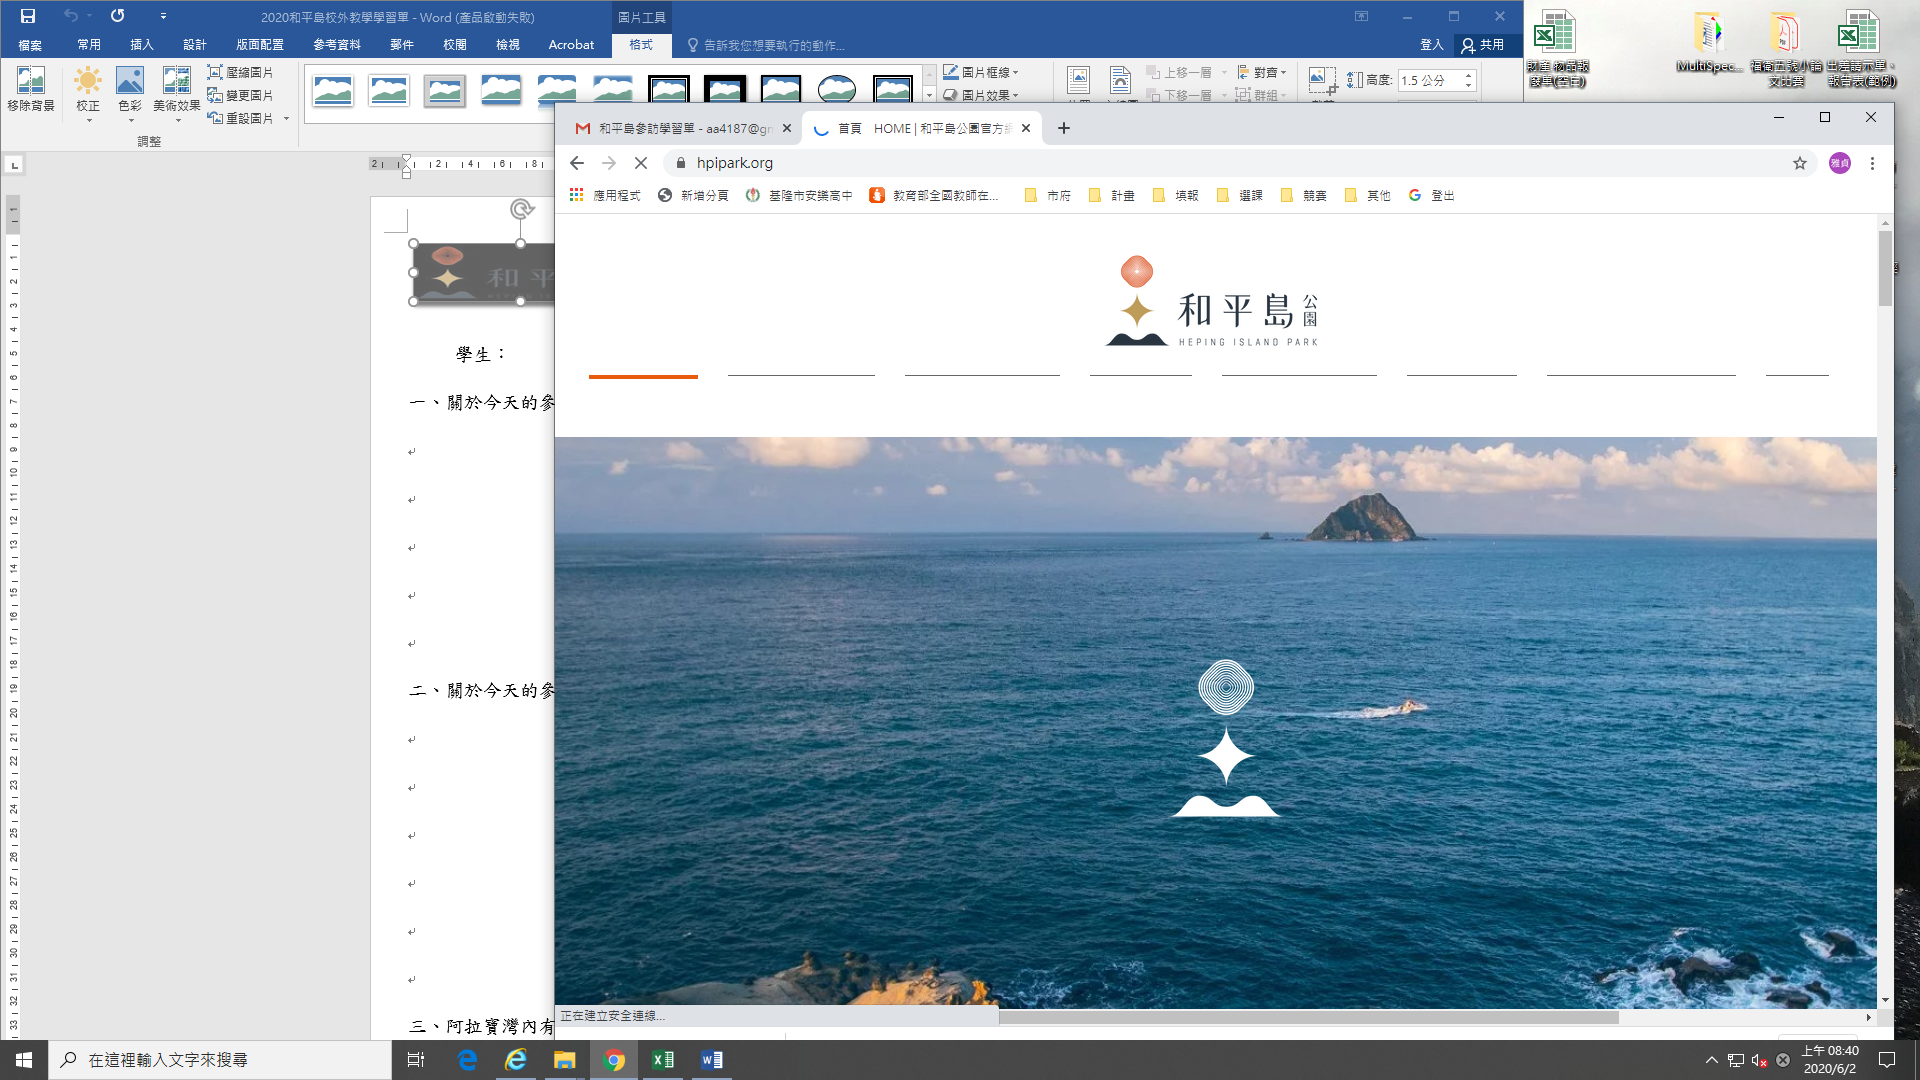 2020和平島校外教學學習單 - Word (產品啟動失敗)
圖片工具
檔案 常用 插入 設計 版面配置 參考資料 郵件 校閱 檢視 Acrobat 格式 告訴我您想要執行的動作... 登入 共用
移除背景 校正 色彩 美術效果 壓縮圖片 變更圖片 重設圖片
調整
圖片框線
圖片效果
上移一層
下移一層
對齊
群組
高度: 1.5 公分
和平島參訪學習單 - aa4187@gm
首頁 HOME | 和平島公園官方網
hpipark.org
雅貞
應用程式 新增分頁 基隆市安樂高中 教育部全國教師在... 市府 計畫 填報 選課 競賽 其他 登出
和平島公園
HEPING ISLAND PARK
和平
學生：
一、關於今天的參
二、關於今天的參
三、阿拉寶灣內有
正在建立安全連線...
MultiSpec...
在這裡輸入文字來搜尋
上午 08:40
2020/6/2